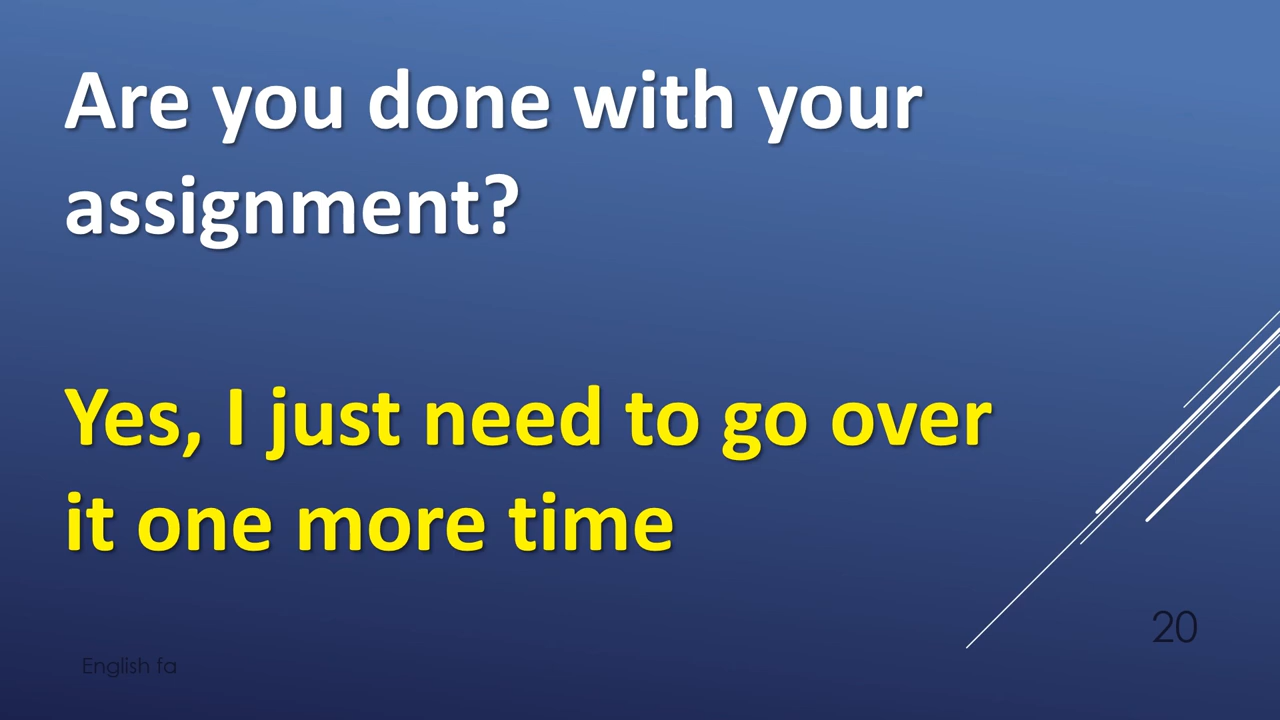 Are you done with your
assignment?
Yes, I just need to go over
it one more time
20
English fa